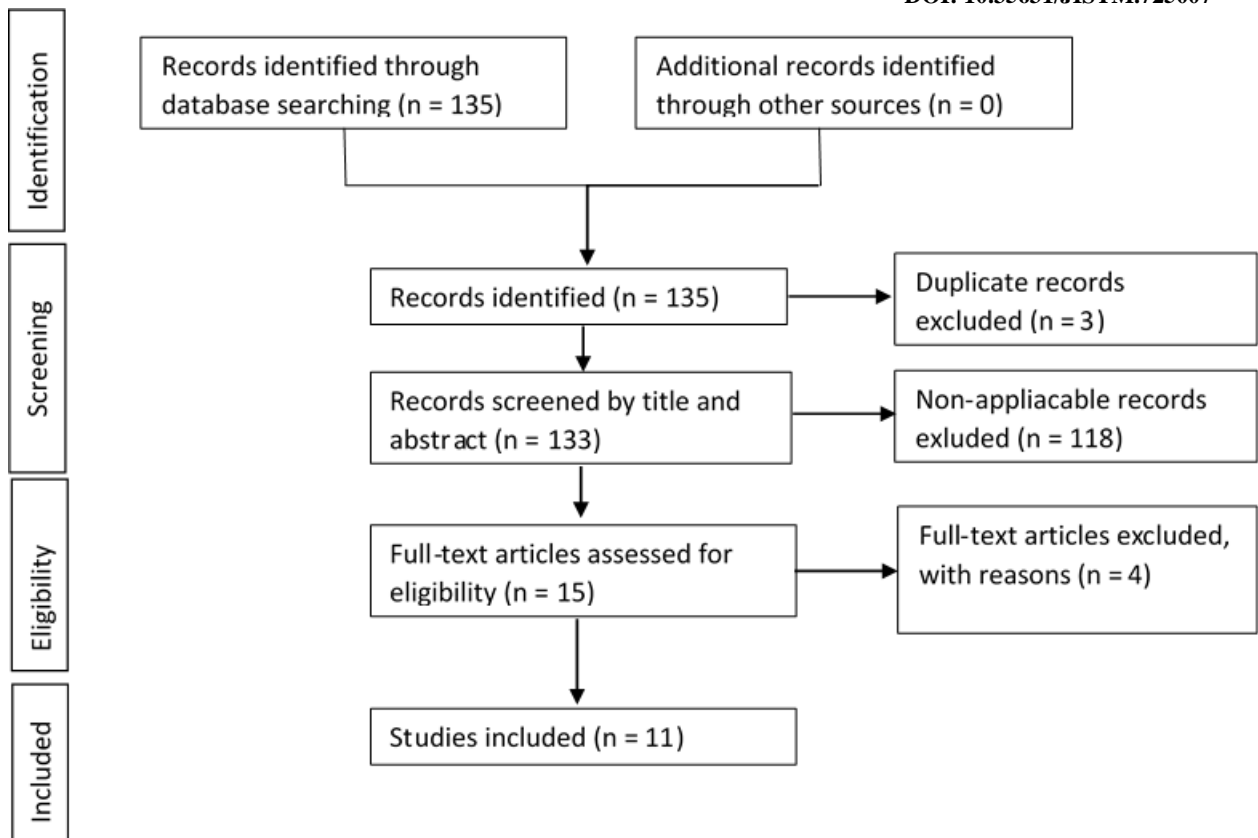 Identification
Records identified through
database searching (n = 135)
Additional records identified
through other sources (n = 0)
Screening
Records identified (n = 135)
Duplicate records
excluded (n = 3)
Records screened by title and
abstract (n = 133)
Non-appliacable records
exluded (n = 118)
Eligibility
Full-text articles assessed for
eligibility (n = 15)
Full-text articles excluded,
with reasons (n = 4)
Included
Studies included (n = 11)